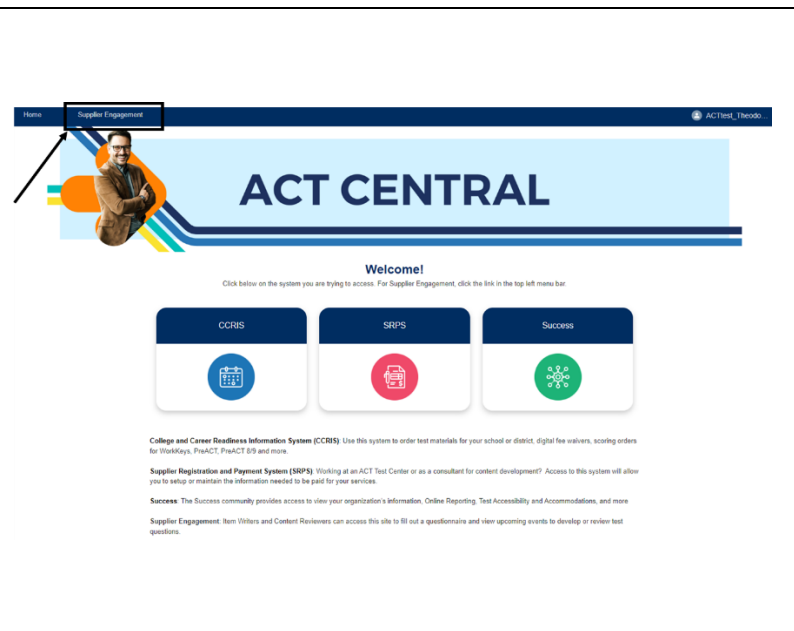 Home Supplier Engagement ACTtest_Theodo...
ACT CENTRAL
Welcome!
Click below on the system you are trying to access. For Supplier Engagement, click the link in the top left menu bar.
CCRIS SRPS Success
College and Career Readiness Information System (CCRIS): Use this system to order test materials for your school or district, digital fee waivers, scoring orders
for WorkKeys, PreACT, PreACT 8/9 and more.
Supplier Registration and Payment System (SRPS): Working at an ACT Test Center or as a consultant for content development? Access to this system will allow
you to setup or maintain the information needed to be paid for your services.
Success: The Success community provides access to view your organization's information, Online Reporting, Test Accessibility and Accommodations, and more
Supplier Engagement: Item Writers and Content Reviewers can access this site to fill out a questionnaire and view upcoming events to develop or review test
questions.